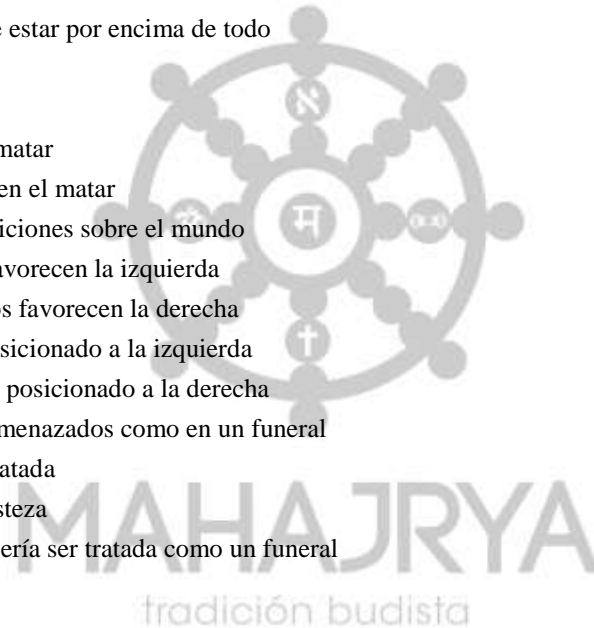 estar por encima de todo
matar
en el matar
iciones sobre el mundo
avorecen la izquierda
os favorecen la derecha
sicionado a la izquierda
posicionado a la derecha
menazados como en un funeral
ratada
steza
ería ser tratada como un funeral
MAHAJRYA
tradición budista